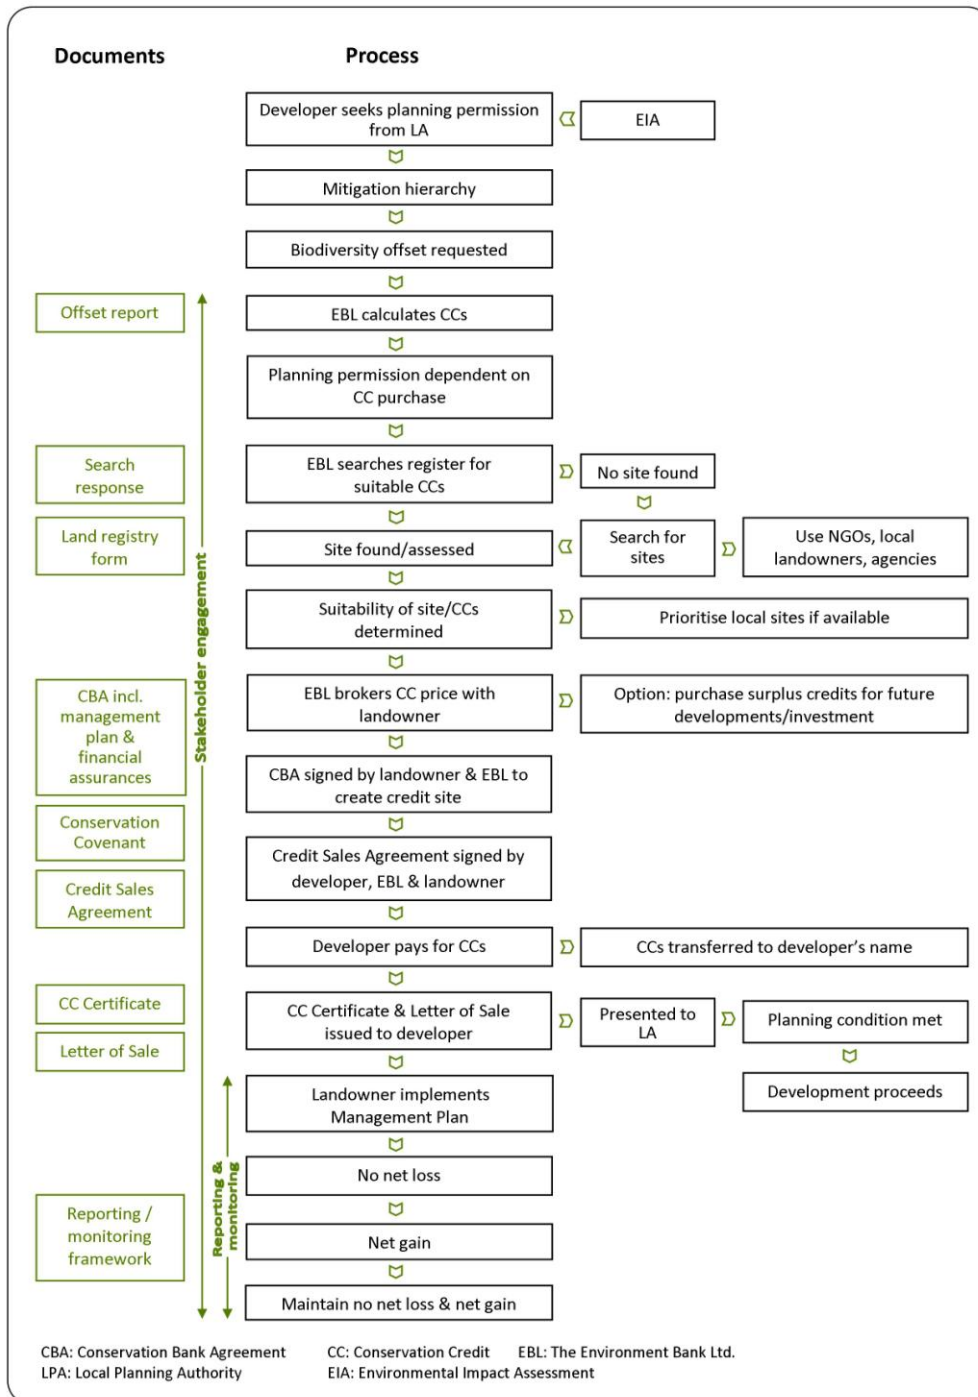 Documents
Process
Developer seeks planning permission
from LA
EIA
Mitigation hierarchy
Biodiversity offset requested
Offset report
EBL calculates CCs
Planning permission dependent on
CC purchase
Search
response
EBL searches register for
suitable CCs
No site found
Land registry
form
Site found/assessed
Search for
sites
Use NGOs, local
landowners, agencies
Suitability of site/CCs
determined
Prioritise local sites if available
Stakeholder engagement
CBA incl.
management
plan &
financial
assurances
EBL brokers CC price with
landowner
Option: purchase surplus credits for future
developments/investment
CBA signed by landowner & EBL to
create credit site
Conservation
Covenant
Credit Sales Agreement signed by
developer, EBL & landowner
Credit Sales
Agreement
Developer pays for CCs
CCs transferred to developer's name
CC Certificate
CC Certificate & Letter of Sale
issued to developer
Presented to
LA
Planning condition met
Letter of Sale
Landowner implements
Management Plan
Development proceeds
No net loss
Reporting &
monitoring
Reporting /
monitoring
framework
Net gain
Maintain no net loss & net gain
CBA: Conservation Bank Agreement
CC: Conservation Credit
EBL: The Environment Bank Ltd.
LPA: Local Planning Authority
EIA: Environmental Impact Assessment